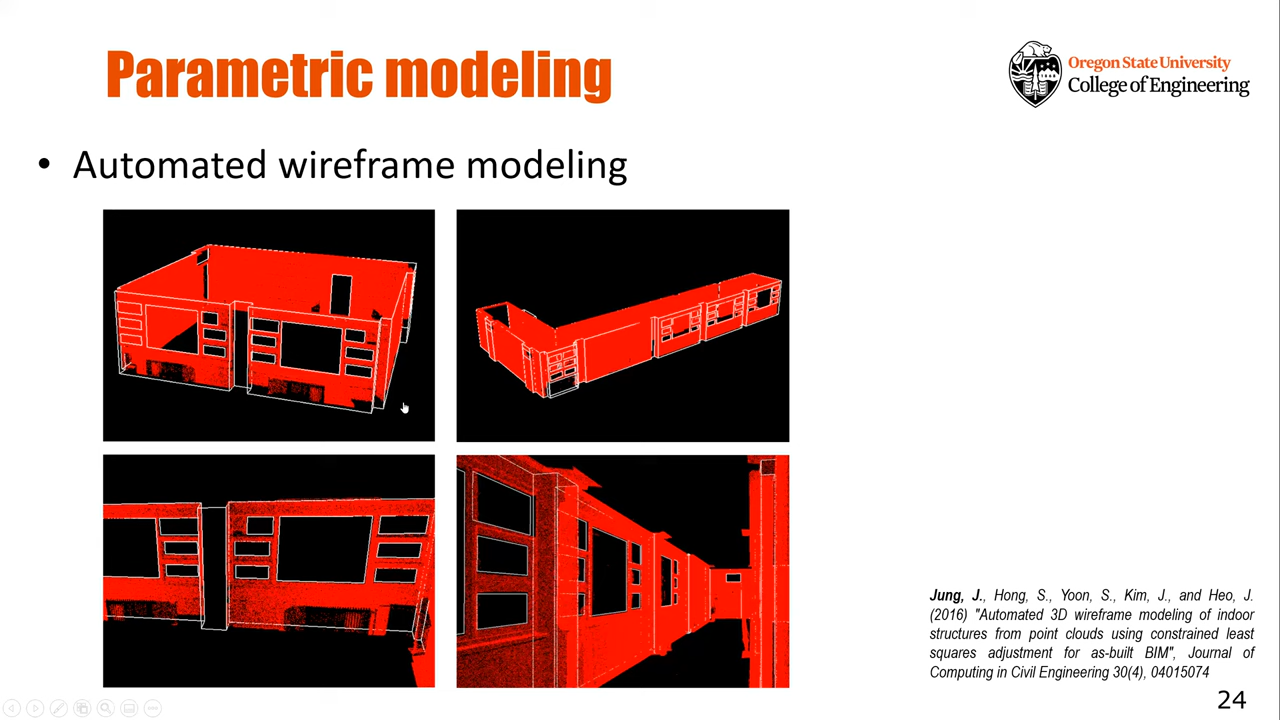 Parametric modeling
Oregon State University
College of Engineering
• Automated wireframe modeling
Jung, J., Hong, S., Yoon, S., Kim, J., and Heo, J.
(2016) "Automated 3D wireframe modeling of indoor
structures from point clouds using constrained least
squares adjustment for as-built BIM", Journal of
Computing in Civil Engineering 30(4), 04015074
24